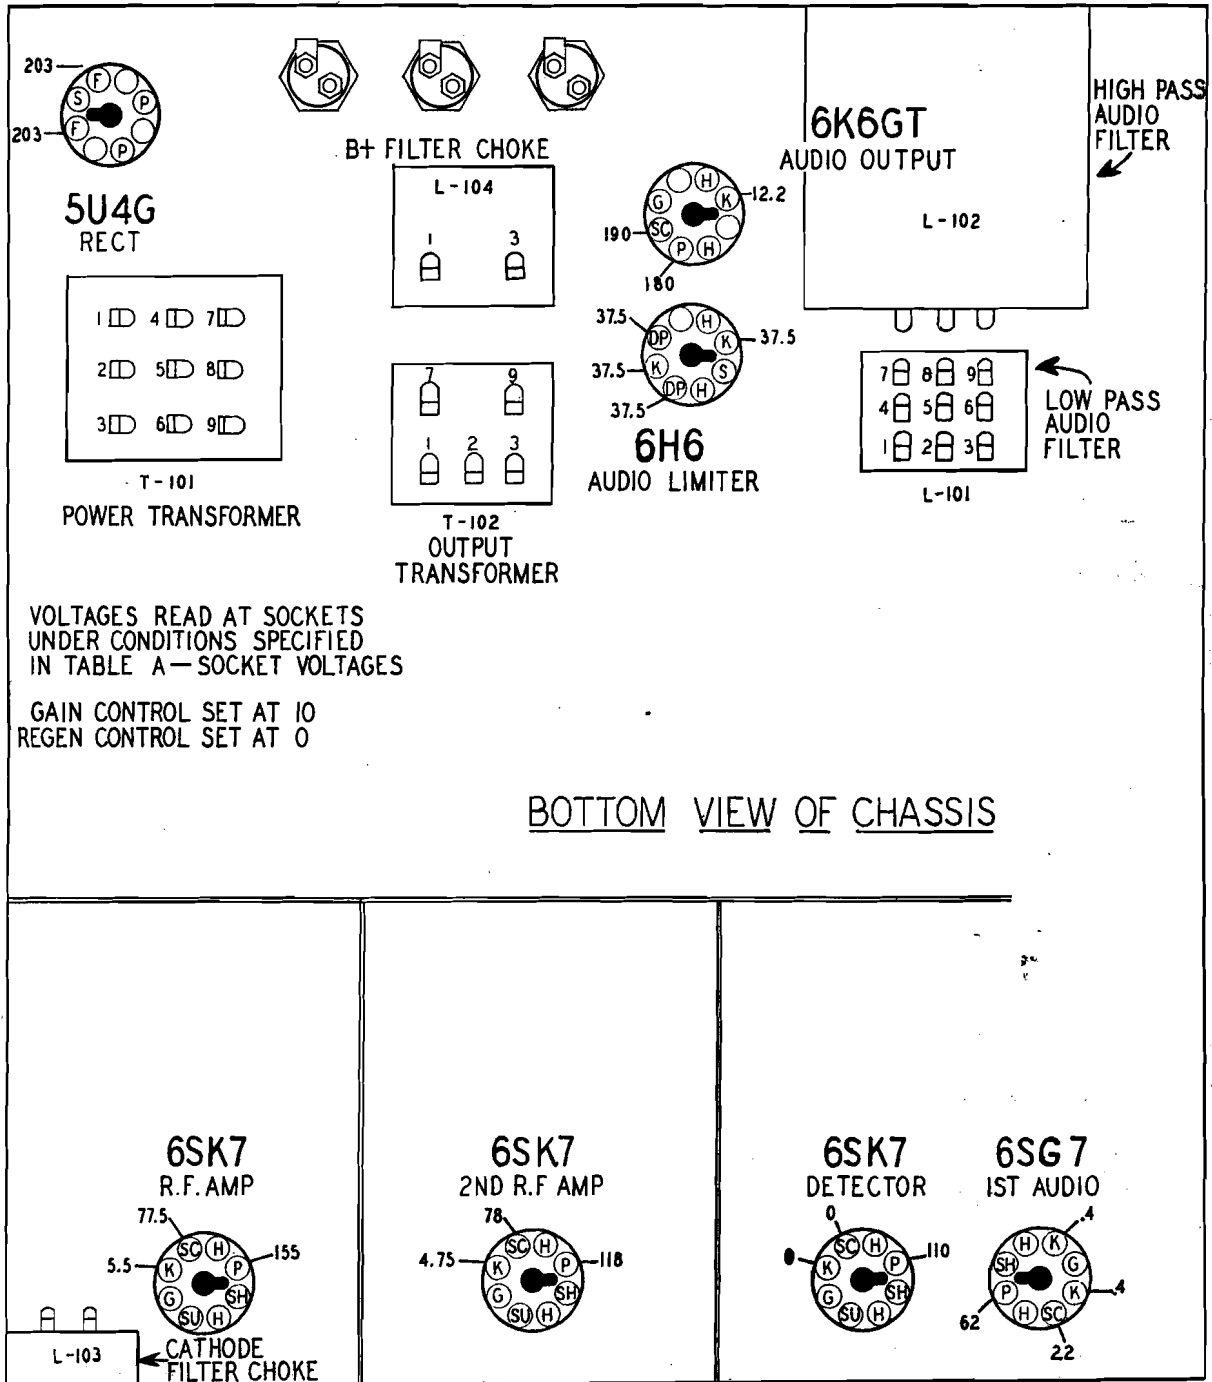 203
F
S
P
F
203
P
5U4G
RECT
B+ FILTER CHOKE
L-104
1 3
6K6GT
AUDIO OUTPUT
H
G
K
12.2
190
SC
P H
180
L-102
HIGH PASS
AUDIO
FILTER
1 4 7
2 5 8
3 6 9
T-101
POWER TRANSFORMER
7 9
1 2 3
T-102
OUTPUT
TRANSFORMER
37.5
H
DP
K
37.5
37.5
K
S
DP H
37.5
6H6
AUDIO LIMITER
7 8 9
4 5 6
1 2 3
L-101
LOW PASS
AUDIO
FILTER
VOLTAGES READ AT SOCKETS
UNDER CONDITIONS SPECIFIED
IN TABLE A—SOCKET VOLTAGES
GAIN CONTROL SET AT 10
REGEN CONTROL SET AT 0
BOTTOM VIEW OF CHASSIS
6SK7
R.F. AMP
77.5
SC H
155
5.5
K P
G SH
SU H
L-103
CATHODE
FILTER CHOKE
6SK7
2ND R.F AMP
78
SC H
4.75
K P
118
G SH
SU H
6SK7
DETECTOR
0
SC H
110
K P
G SH
SU H
6SG7
1ST AUDIO
.4
H K
SH G
P K
.4
62
H SC
22